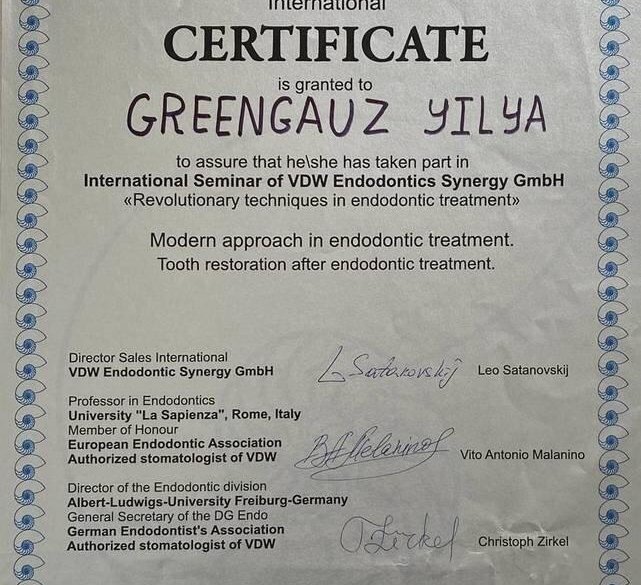 International
CERTIFICATE
is granted to
GREENGAUZ YILYA
to assure that he\she has taken part in
International Seminar of VDW Endodontics Synergy GmbH
«Revolutionary techniques in endodontic treatment»
Modern approach in endodontic treatment.
Tooth restoration after endodontic treatment.
Director Sales International
VDW Endodontic Synergy GmbH
L Satanovskij
Leo Satanovskij
Professor in Endodontics
University "La Sapienza", Rome, Italy
Member of Honour
European Endodontic Association
Authorized stomatologist of VDW
Vito Antonio Malanino
Director of the Endodontic division
Albert-Ludwigs-University Freiburg-Germany
General Secretary of the DG Endo
German Endodontist's Association
Authorized stomatologist of VDW
Zirkel
Christoph Zirkel